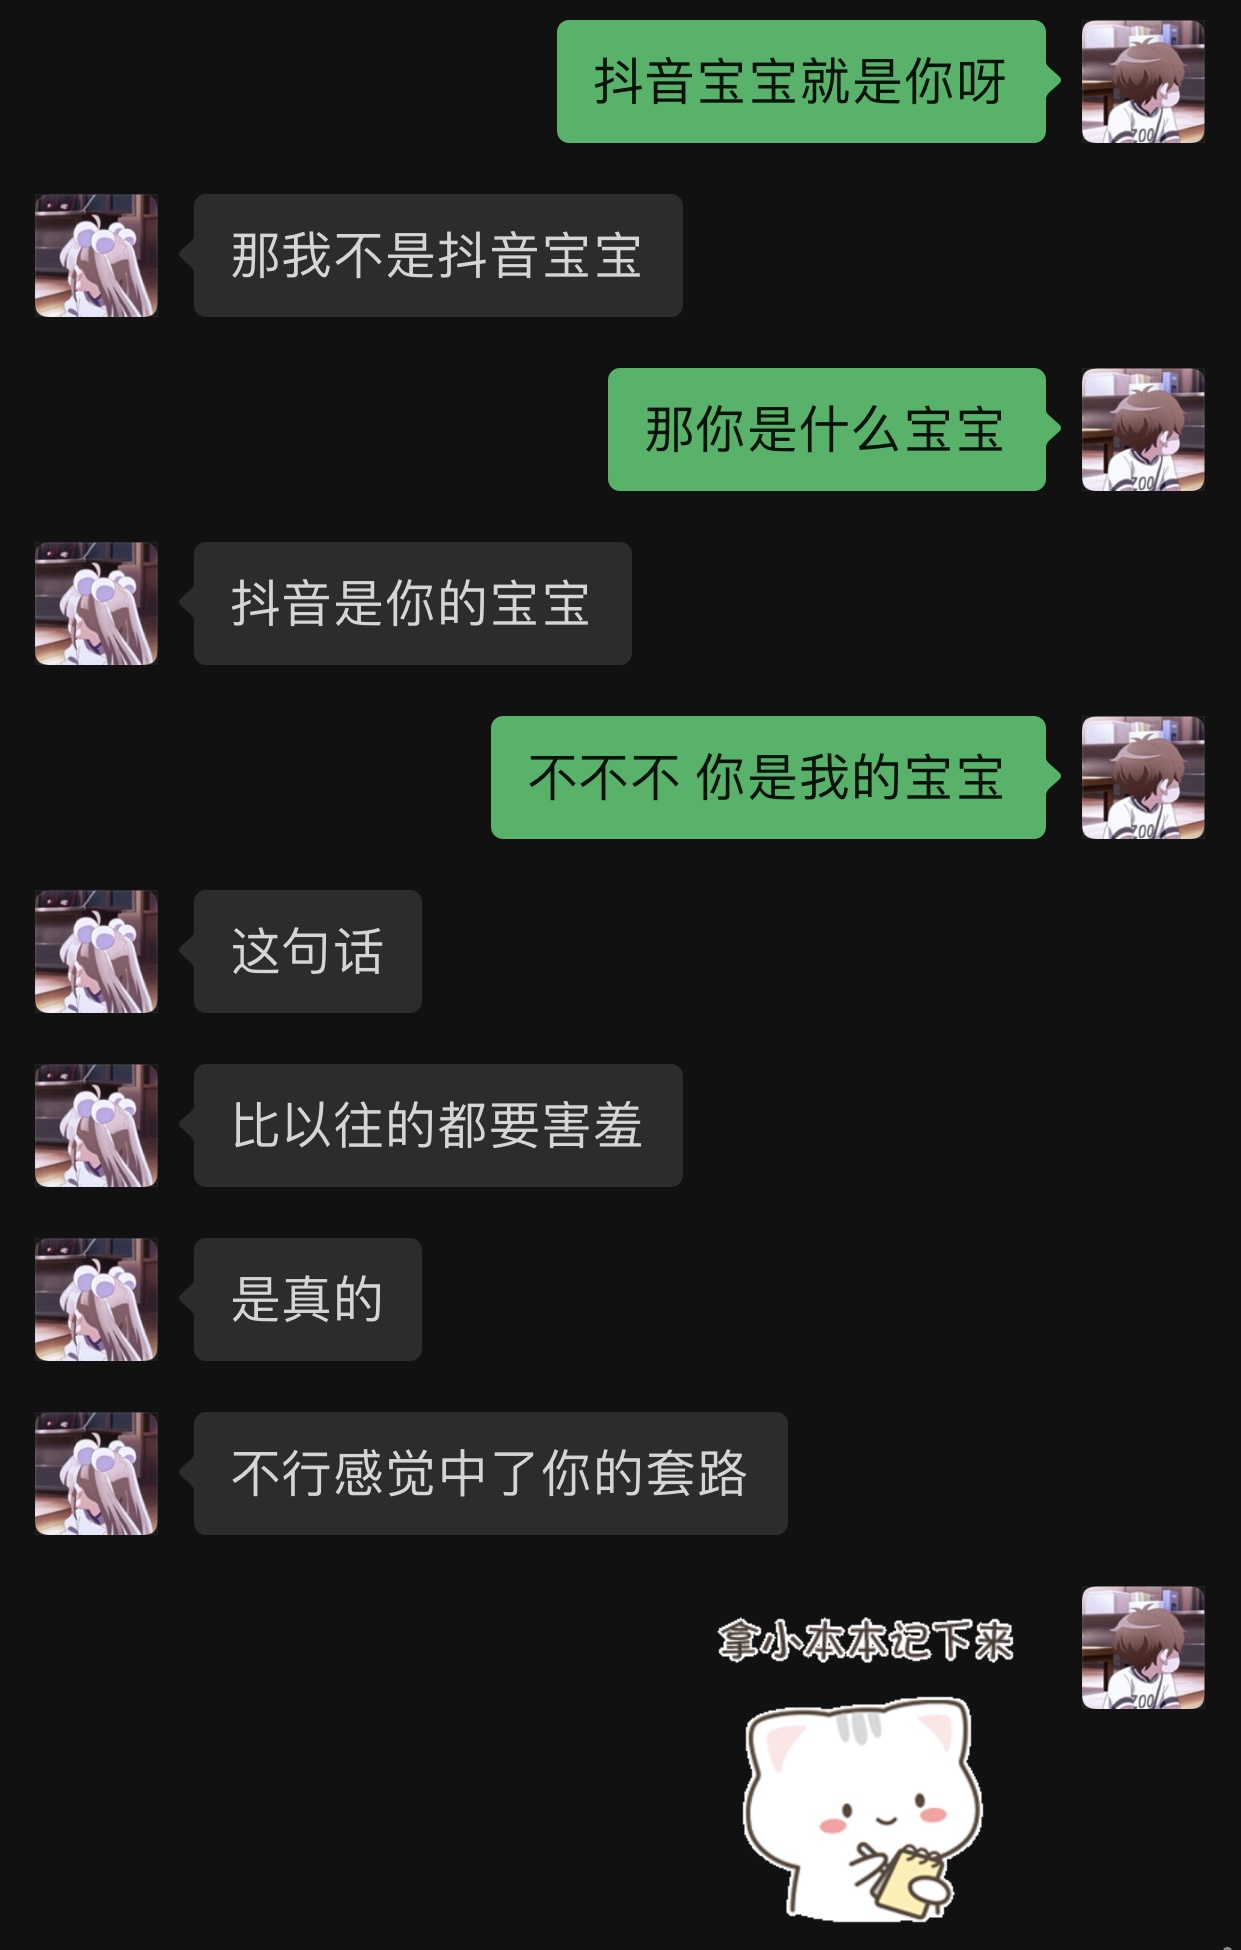 抖音宝宝就是你呀
那我不是抖音宝宝
那你是什么宝宝
抖音是你的宝宝
不不不 你是我的宝宝
这句话
比以往的都要害羞
是真的
不行感觉中了你的套路
拿小本本记下来